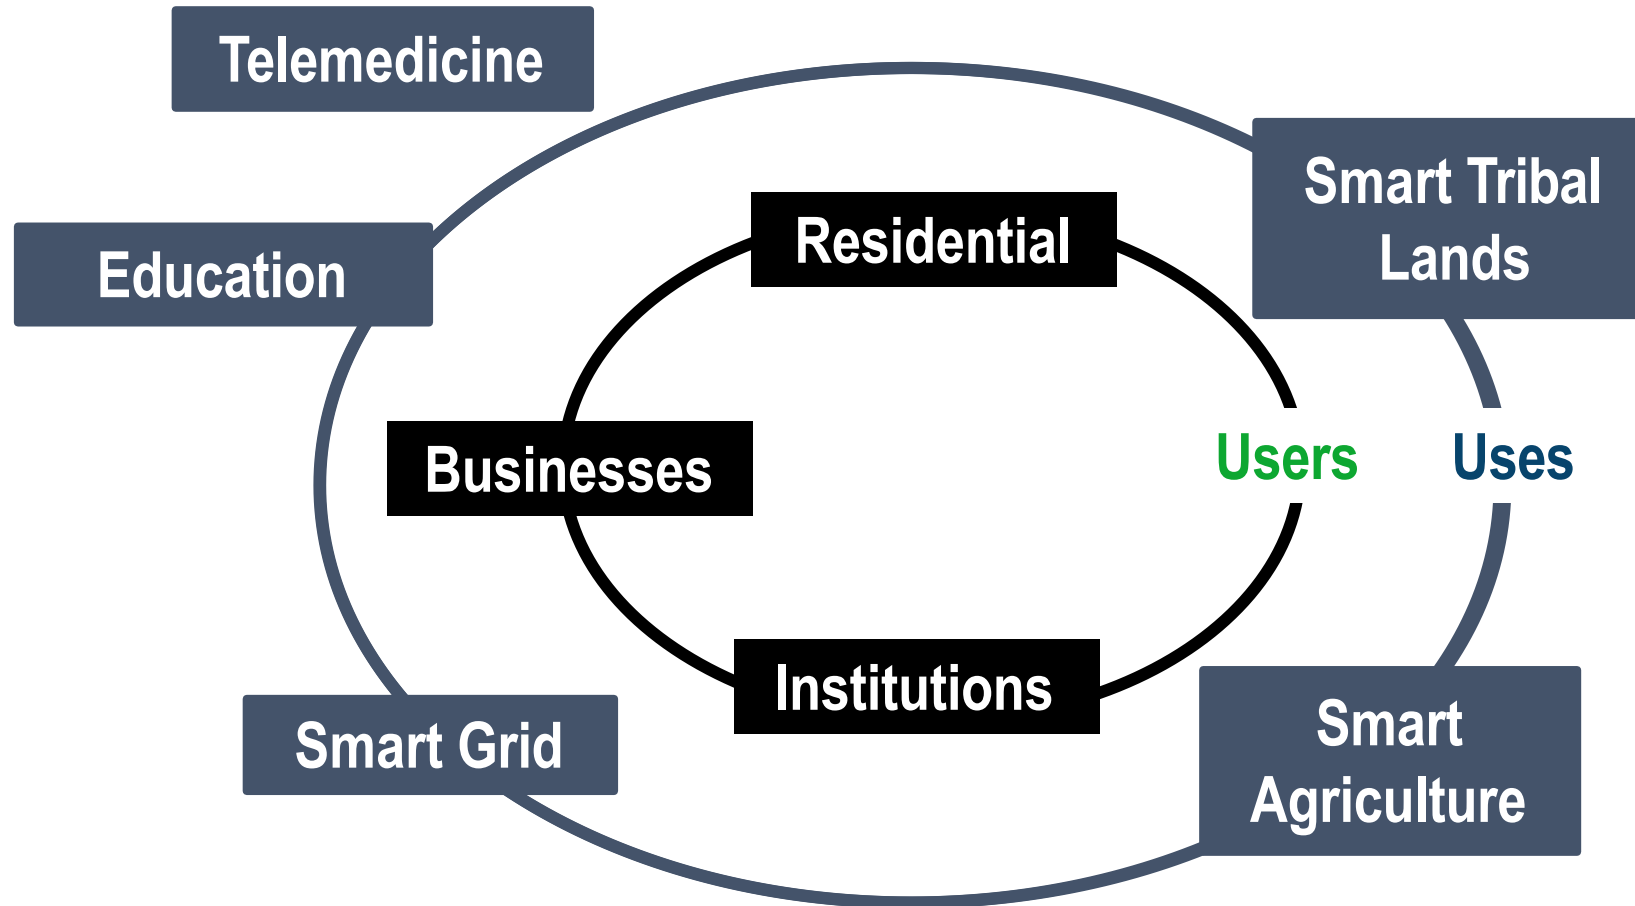 Telemedicine
Smart Tribal
Lands
Residential
Education
Businesses
Users
Uses
Institutions
Smart Grid
Smart
Agriculture